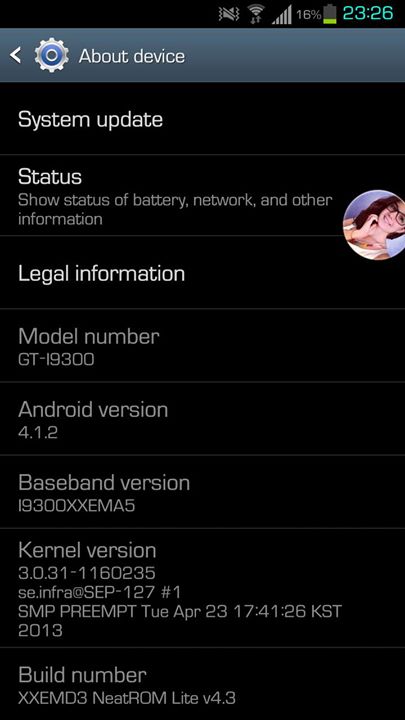 16% 23:26
About device
System update
Status
Show status of battery, network, and other
information
Legal information
Model number
GT-I9300
Android version
4.1.2
Baseband version
I9300XXEMA5
Kernel version
3.0.31-1160235
se.infra@SEP-127 #1
SMP PREEMPT Tue Apr 23 17:41:26 KST
2013
Build number
XXEMD3 NeatROM Lite v4.3